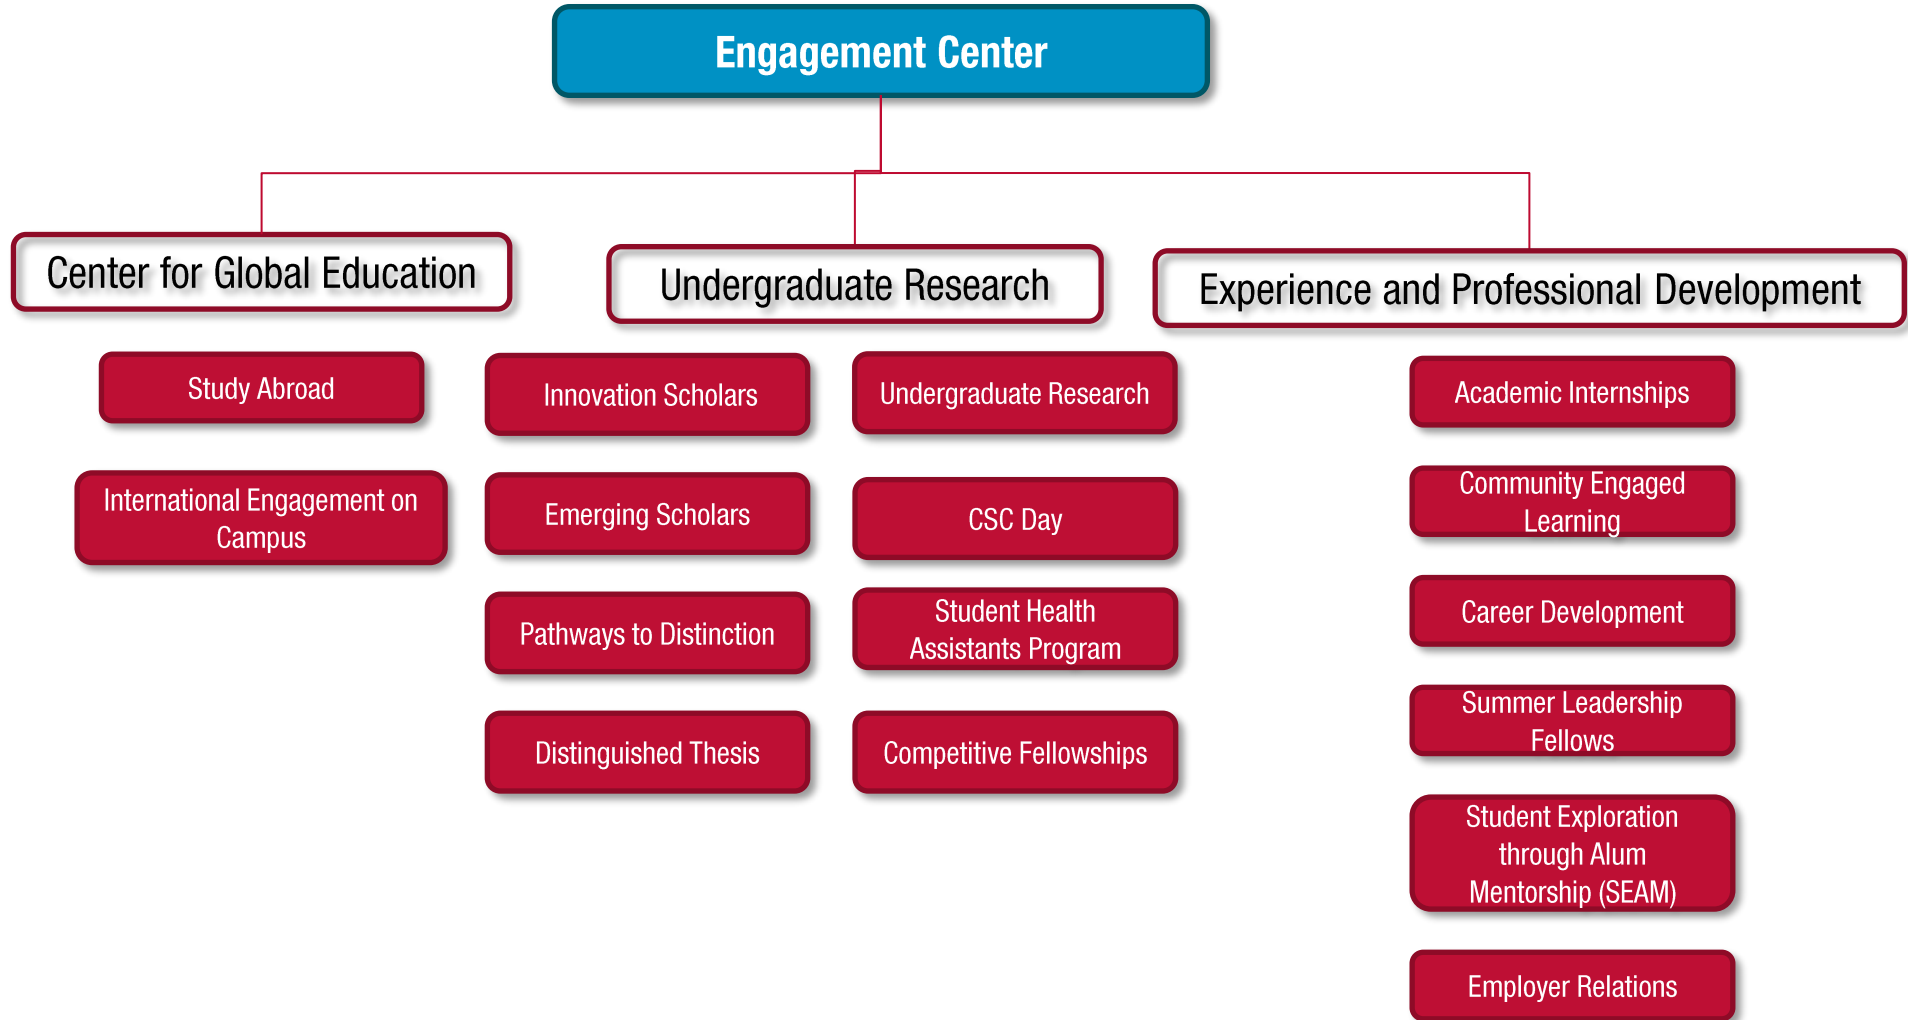 Engagement Center
Center for Global Education
Undergraduate Research
Experience and Professional Development
Study Abroad
International Engagement on
Campus
Innovation Scholars
Emerging Scholars
Pathways to Distinction
Distinguished Thesis
Undergraduate Research
CSC Day
Student Health
Assistants Program
Competitive Fellowships
Academic Internships
Community Engaged
Learning
Career Development
Summer Leadership
Fellows
Student Exploration
through Alum
Mentorship (SEAM)
Employer Relations